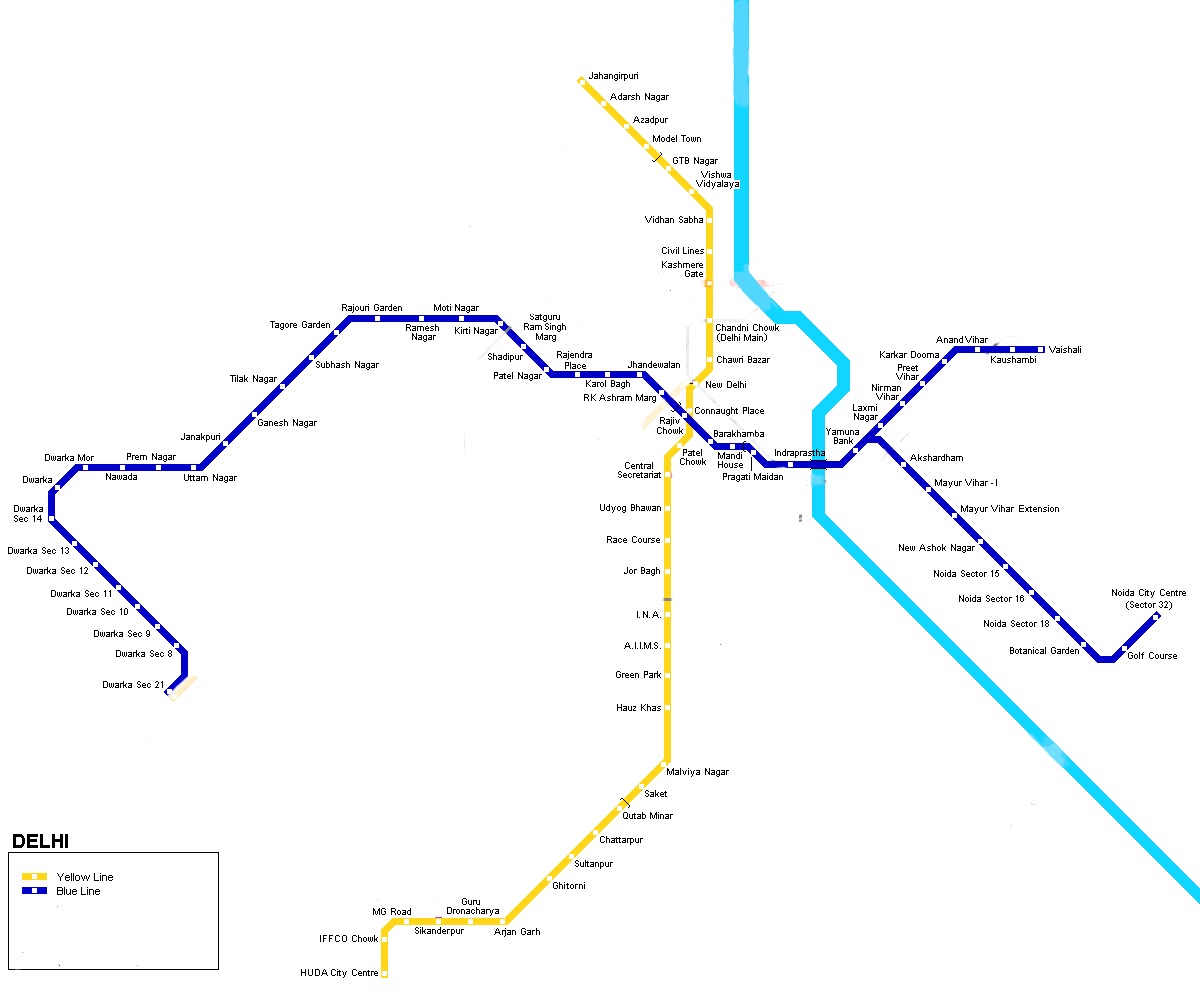 Jahangirpuri
Adarsh Nagar
Azadpur
Model Town
GTB Nagar
Vishwa
Vidyalaya
Vidhan Sabha
Civil Lines
Kashmere
Gate
Chandni Chowk
(Delhi Main)
Chawri Bazar
New Delhi
Connaught Place
Rajiv
Chowk
Patel
Chowk
Central
Secretariat
Udyog Bhawan
Race Course
Jor Bagh
I.N.A.
A.I.I.M.S.
Green Park
Hauz Khas
Malviya Nagar
Saket
Qutab Minar
Chattarpur
Sultanpur
Ghitorni
Arjan Garh
Guru
Dronacharya
Sikanderpur
MG Road
IFFCO Chowk
HUDA City Centre
Dwarka Sec 21
Dwarka Sec 8
Dwarka Sec 9
Dwarka Sec 10
Dwarka Sec 11
Dwarka Sec 12
Dwarka Sec 13
Dwarka
Sec 14
Dwarka
Dwarka Mor
Nawada
Prem Nagar
Uttam Nagar
Janakpuri
Ganesh Nagar
Tilak Nagar
Subhash Nagar
Tagore Garden
Rajouri Garden
Ramesh
Nagar
Moti Nagar
Kirti Nagar
Satguru
Ram Singh
Marg
Shadipur
Patel Nagar
Rajendra
Place
Karol Bagh
Jhandewalan
RK Ashram Marg
Barakhamba
Mandi
House
Pragati Maidan
Indraprastha
Yamuna
Bank
Laxmi
Nagar
Nirman
Vihar
Preet
Vihar
Karkar Dooma
Anand Vihar
Kaushambi
Vaishali
Akshardham
Mayur Vihar - I
Mayur Vihar Extension
New Ashok Nagar
Noida Sector 15
Noida Sector 16
Noida Sector 18
Botanical Garden
Golf Course
Noida City Centre
(Sector 32)
DELHI
Yellow Line
Blue Line